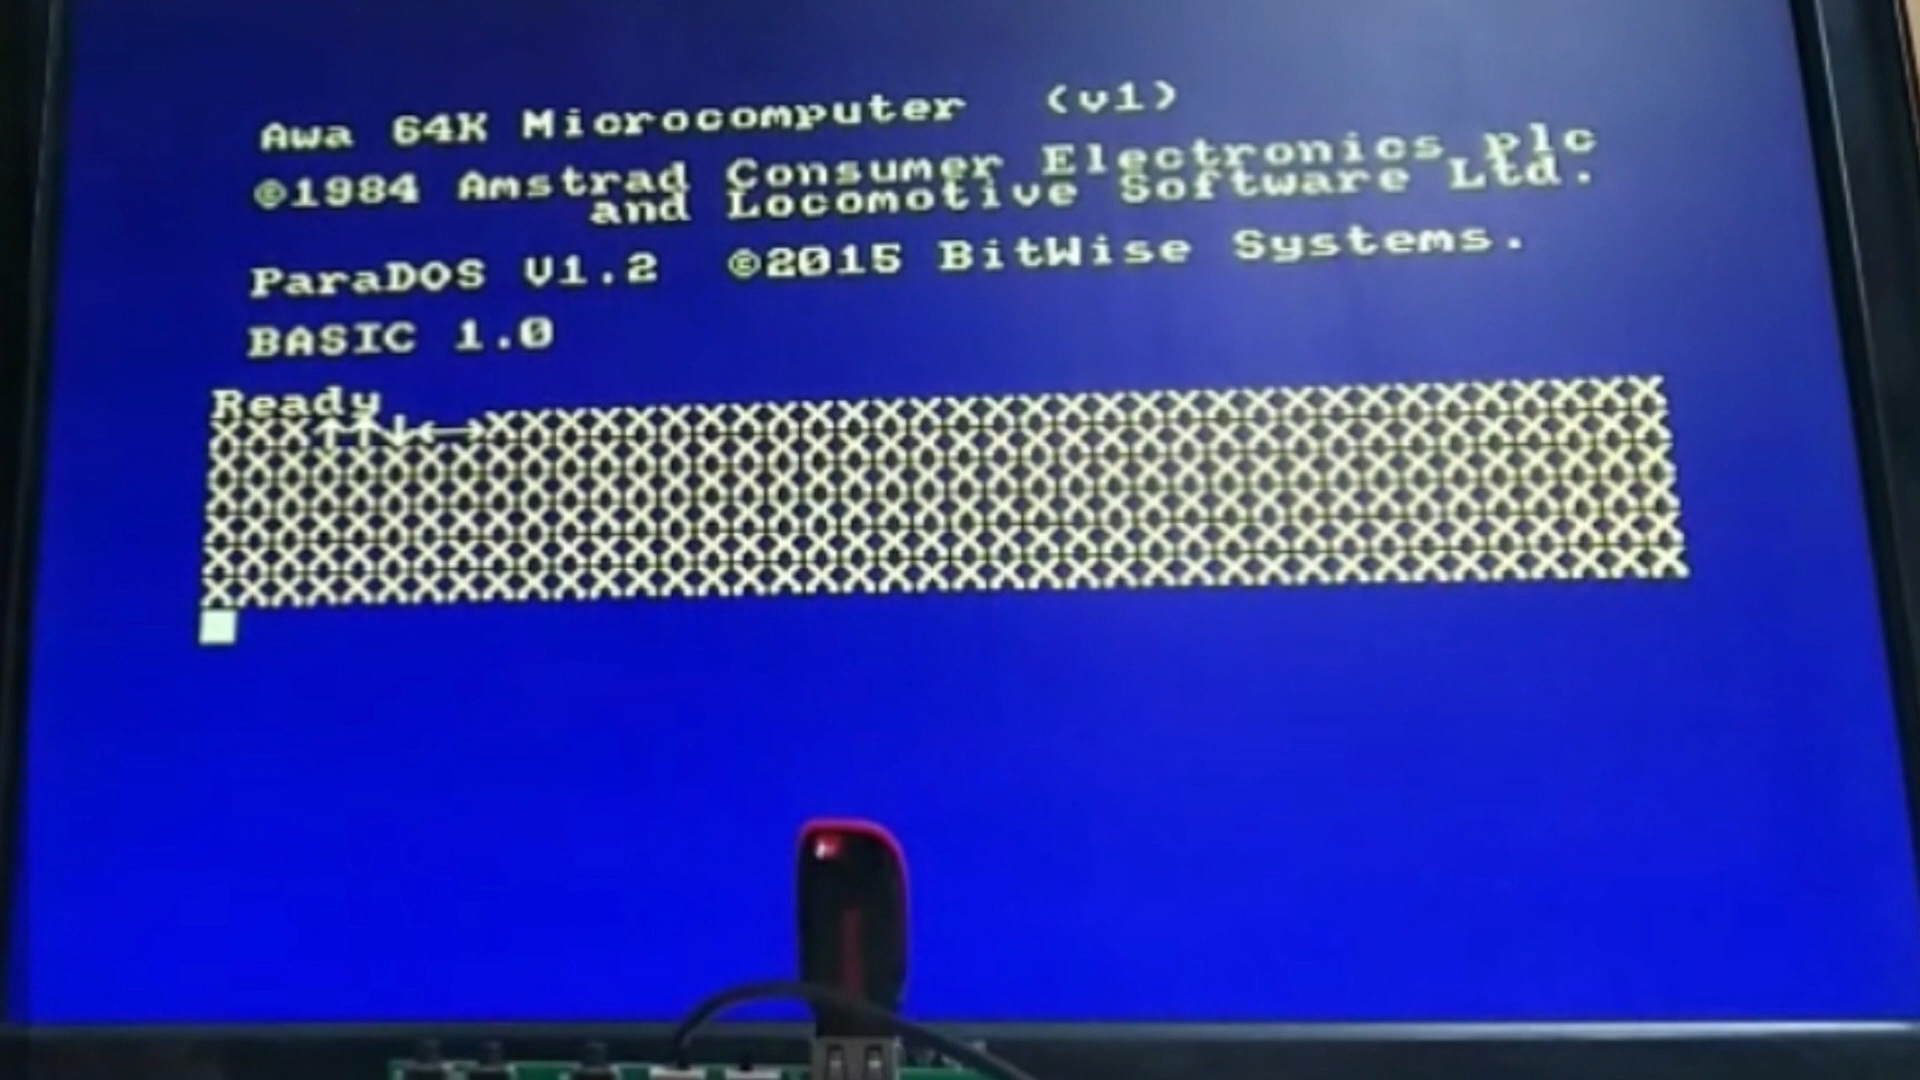 Awa 64K Microcomputer (v1)
©1984 Amstrad Consumer Electronics plc
and Locomotive Software Ltd.
ParaDOS V1.2 ©2015 BitWise Systems.
BASIC 1.0
Ready